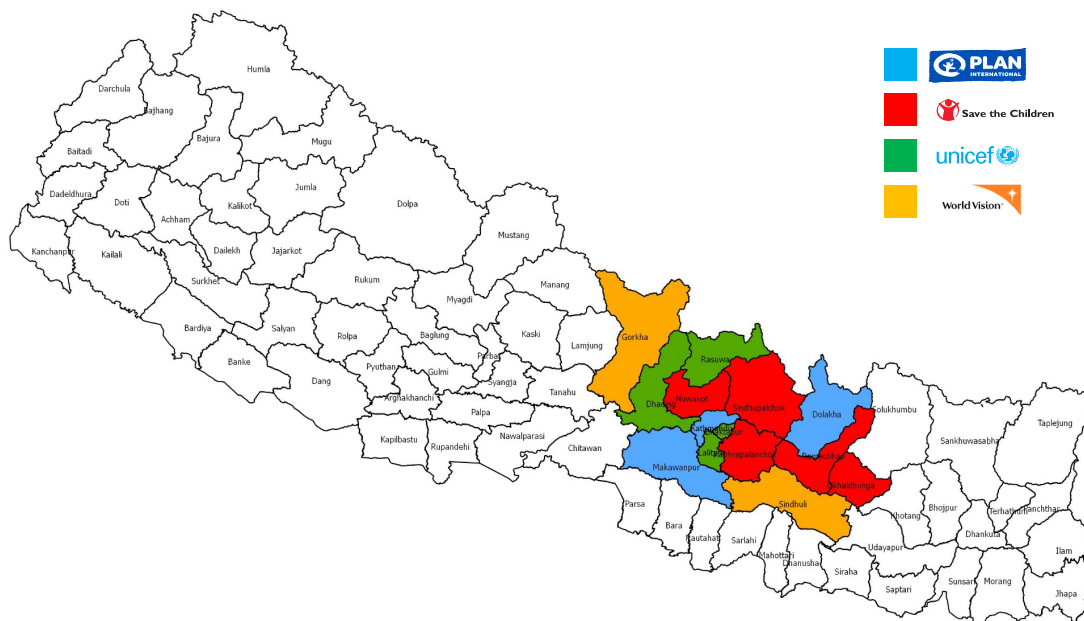 PLAN
INTERNATIONAL
Save the Children
unicef
World Vision
Humla
Darchula
Bajhang
Bajura
Mugu
Baitadi
Dadeldhura
Doti
Achham
Kalikot
Jumla
Dolpa
Mustang
Kanchanpur
Kailali
Dailekh
Jajarkot
Surkhet
Rukum
Manang
Myagdi
Bardiya
Salyan
Rolpa
Baglung
Kaski
Lamjung
Gorkha
Parbat
Banke
Dang
Pyuthan
Gulmi
Syangja
Arghakhanchi
Tanahu
Palpa
Kapilbastu
Rupandehi
Nawalparasi
Chitawan
Rasuwa
Dhading
Nuwakot
Sindhupalchok
Dolakha
Solukhumbu
Taplejung
Sankhuwasabha
Kathmandu
Bhaktapur
Lalitpur
Makawanpur
Sindhuli
Parsa
Bara
Rautahat
Sarlahi
Mahottari
Dhanusha
Siraha
Saptari
Udayapur
Khotang
Bhojpur
Terhathum
Dhankuta
Panchthar
Ilam
Sunsari
Morang
Jhapa